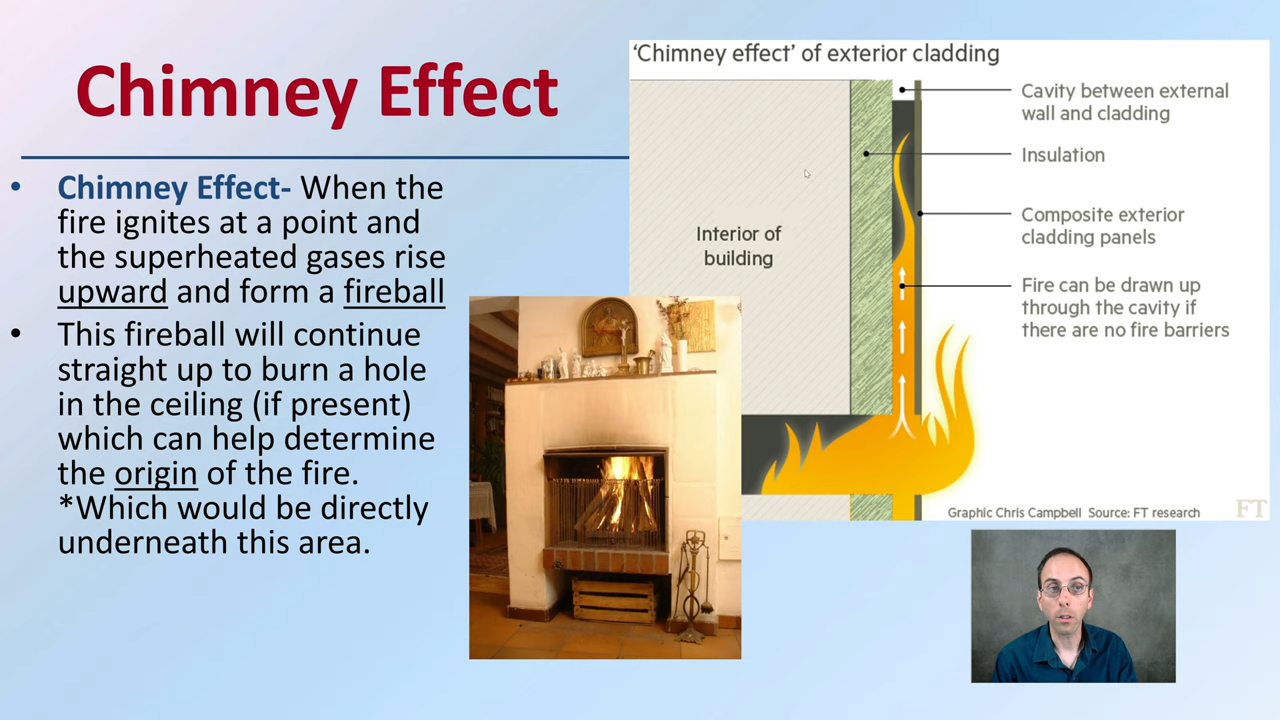 Chimney Effect
• Chimney Effect- When the
fire ignites at a point and
the superheated gases rise
upward and form a fireball
• This fireball will continue
straight up to burn a hole
in the ceiling (if present)
which can help determine
the origin of the fire.
*Which would be directly
underneath this area.
‘Chimney effect’ of exterior cladding
Cavity between external
wall and cladding
Insulation
Composite exterior
cladding panels
Interior of
building
Fire can be drawn up
through the cavity if
there are no fire barriers
Graphic Chris Campbell Source: FT research
FT